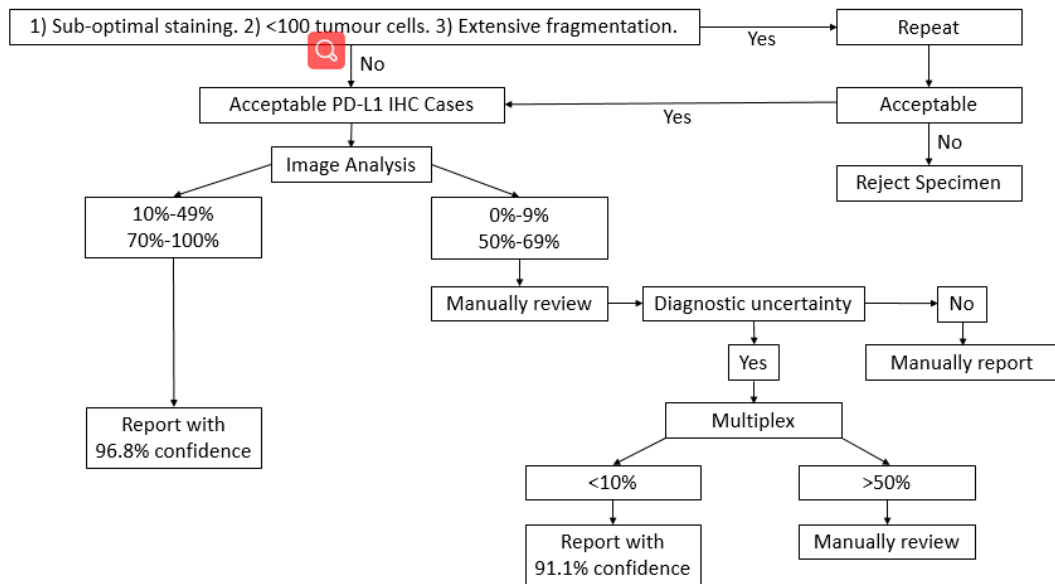 1) Sub-optimal staining. 2) <100 tumour cells. 3) Extensive fragmentation.
Yes
Repeat
No
Acceptable PD-L1 IHC Cases
Yes
Acceptable
No
Image Analysis
Reject Specimen
10%-49%
70%-100%
0%-9%
50%-69%
Manually review
Diagnostic uncertainty
No
Yes
Manually report
Report with
96.8% confidence
Multiplex
<10%
>50%
Report with
91.1% confidence
Manually review